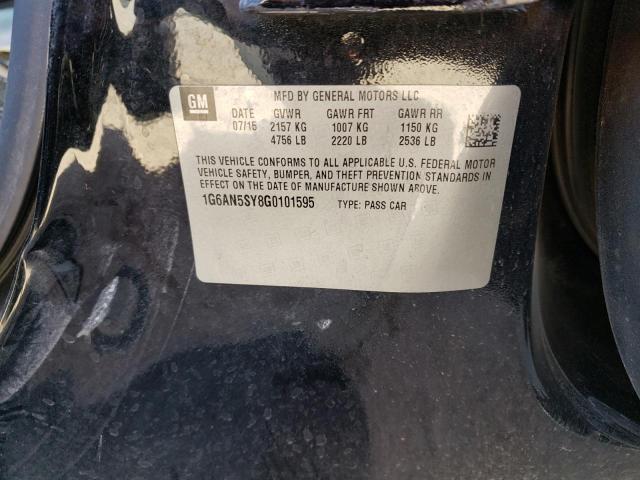 GM
MFD BY GENERAL MOTORS LLC
DATE GVWR GAWR FRT GAWR RR
07/15 2157 KG 1007 KG 1150 KG
4756 LB 2220 LB 2536 LB
THIS VEHICLE CONFORMS TO ALL APPLICABLE U.S. FEDERAL MOTOR
VEHICLE SAFETY, BUMPER, AND THEFT PREVENTION STANDARDS IN
EFFECT ON THE DATE OF MANUFACTURE SHOWN ABOVE.
1G6AN5SY8G0101595 TYPE: PASS CAR